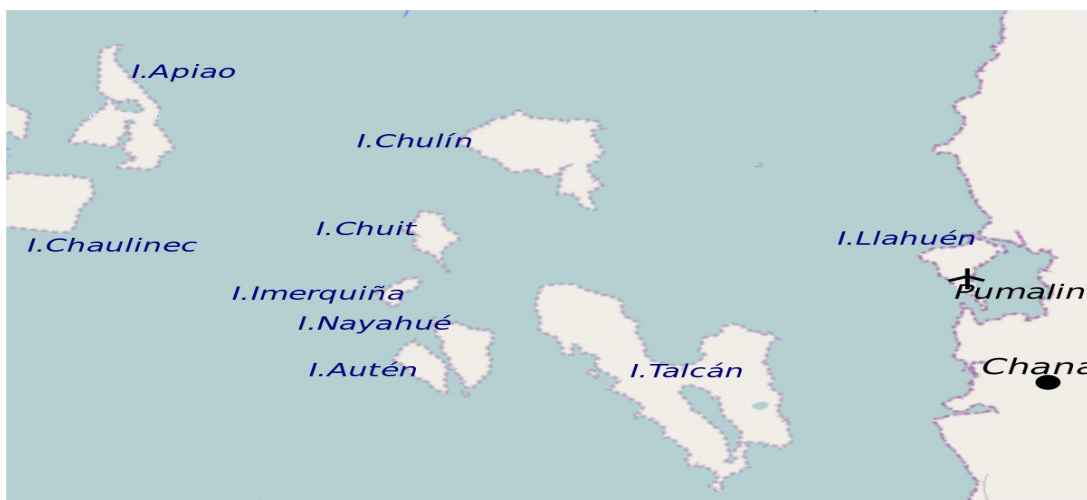 I.Apiao
I.Chulín
I.Chuit
I.Llahuén
I.Chaulinec
I.Imerquiña
Pumalin
I.Nayahué
I.Autén
I.Talcán
Chana